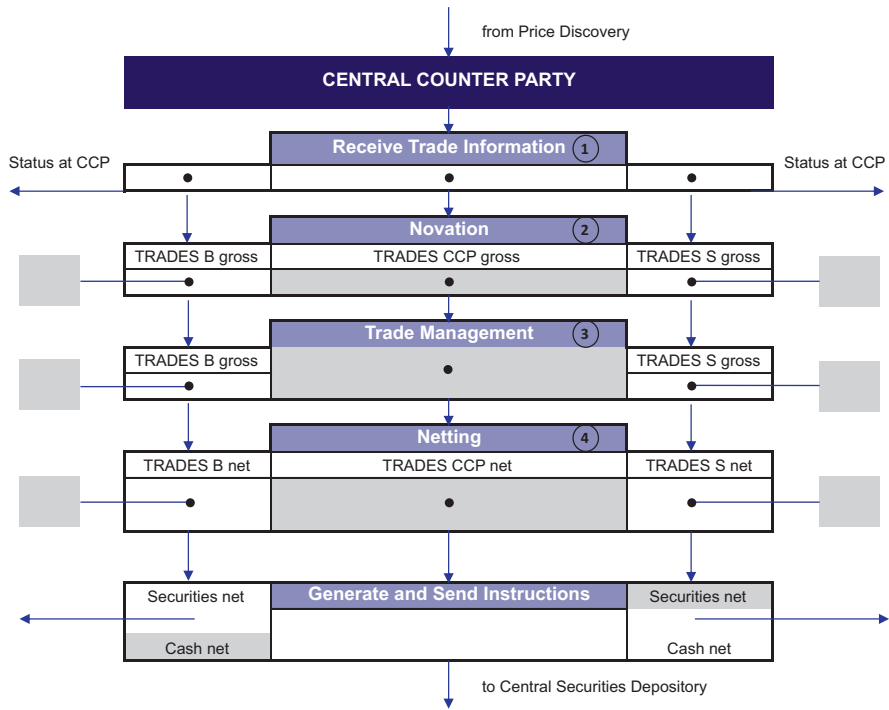 from Price Discovery
CENTRAL COUNTER PARTY
Receive Trade Information 1
Status at CCP
Status at CCP
Novation 2
TRADES B gross
TRADES CCP gross
TRADES S gross
Trade Management 3
TRADES B gross
TRADES S gross
Netting 4
TRADES B net
TRADES CCP net
TRADES S net
Securities net
Generate and Send Instructions
Securities net
Cash net
Cash net
to Central Securities Depository